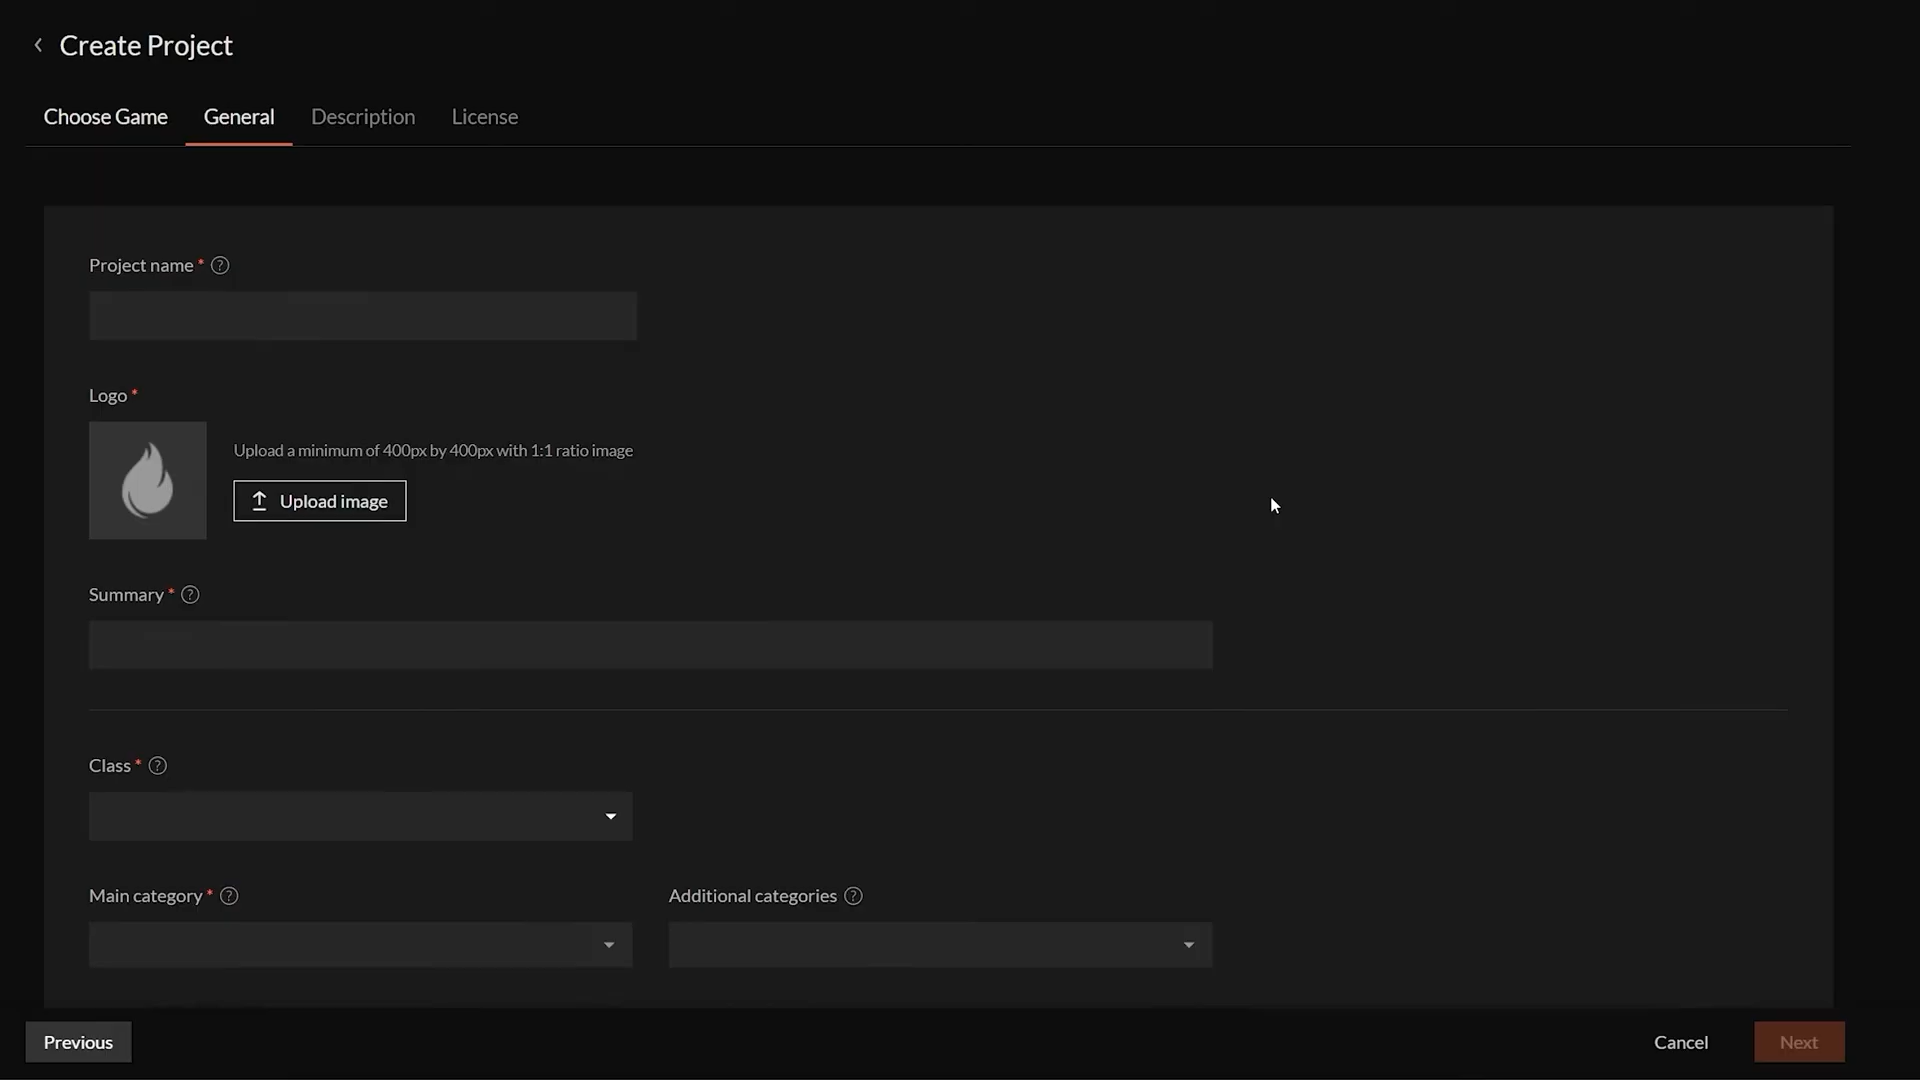 Create Project
Choose Game General Description License
Project name * ?
Logo *
Upload a minimum of 400px by 400px with 1:1 ratio image
Upload image
Summary * ?
Class * ?
Main category * ? Additional categories ?
Previous Cancel Next